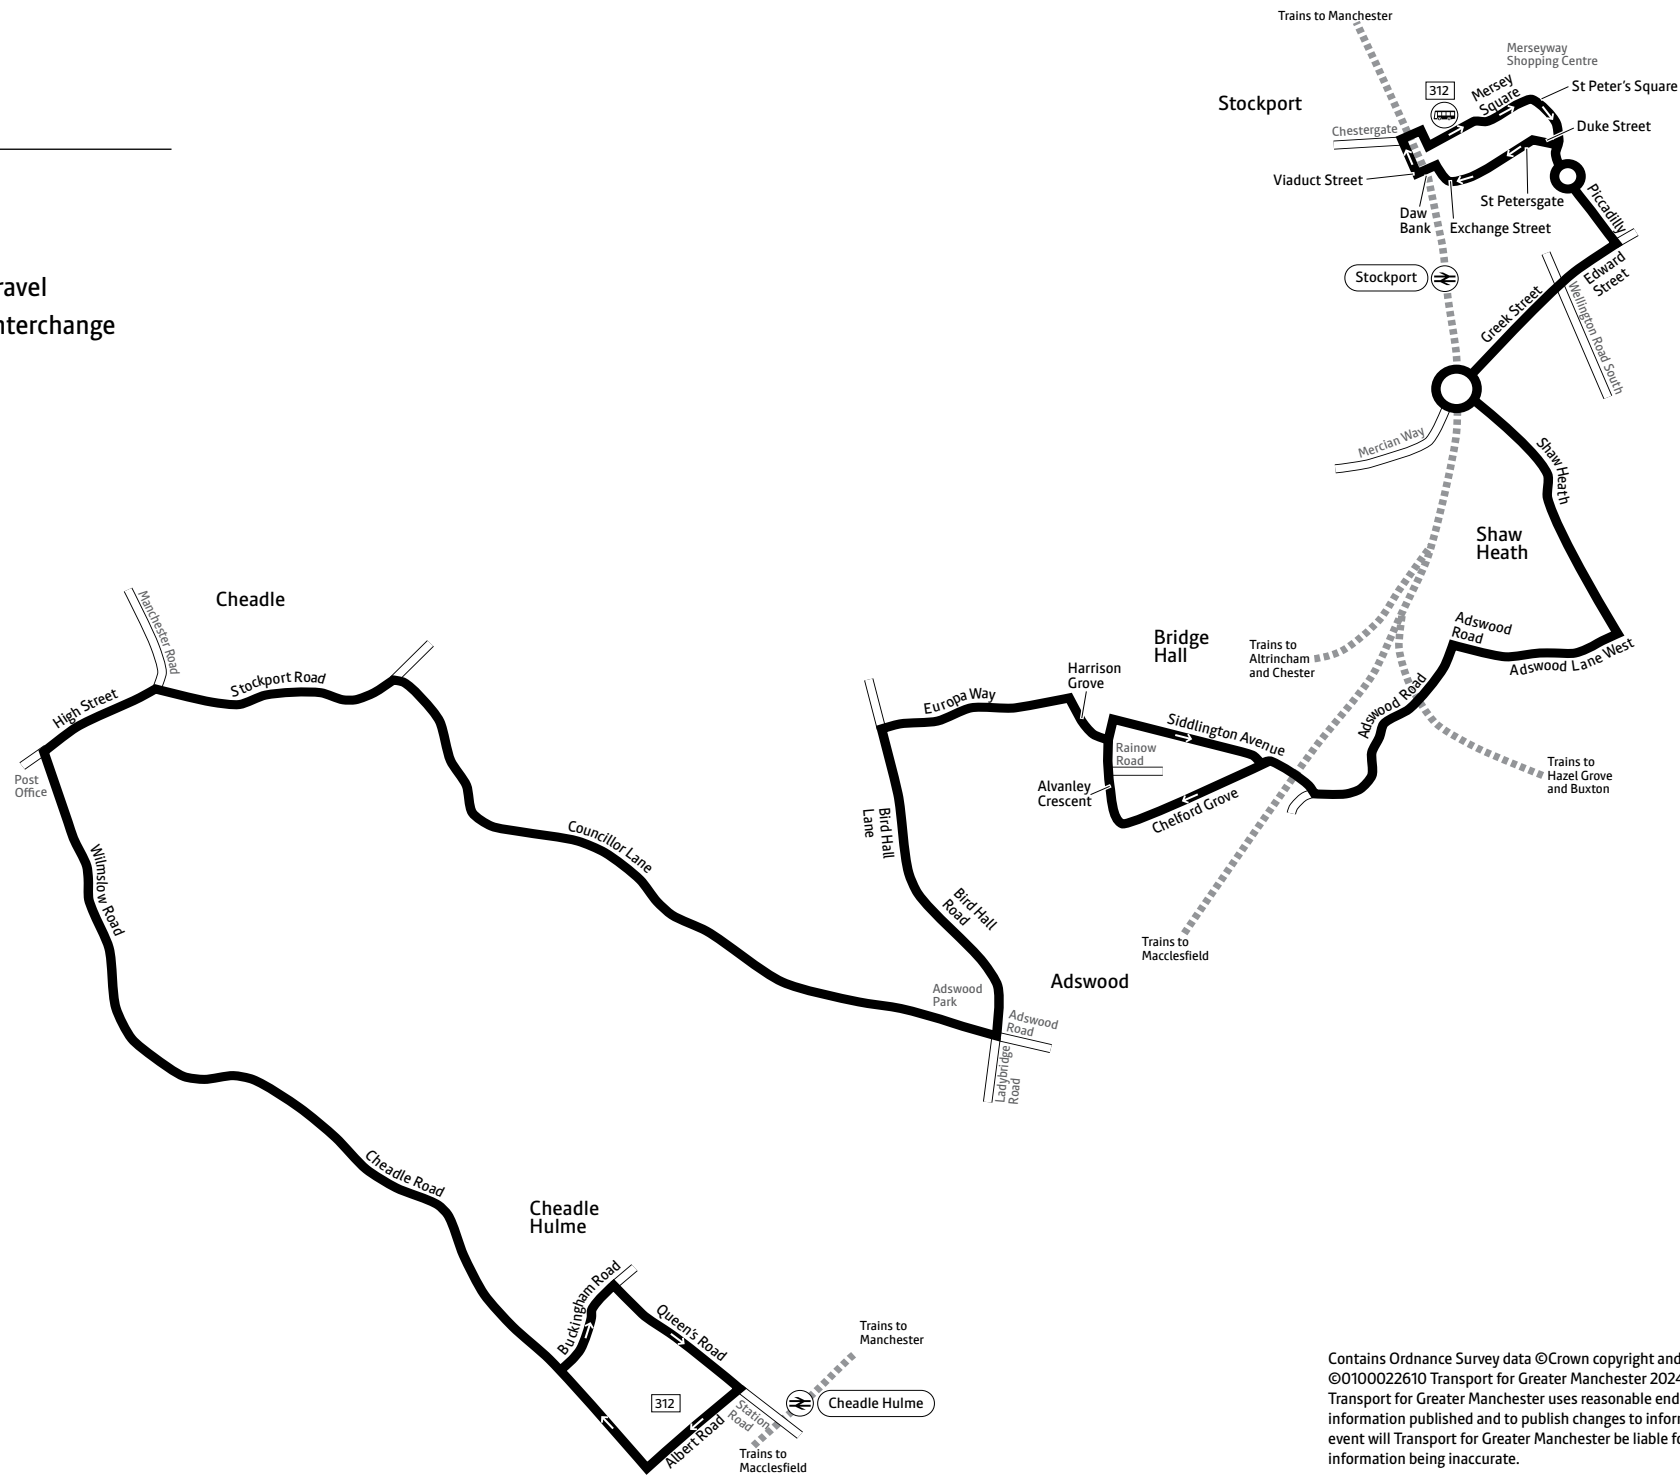 Trains to Manchester
Merseyway
Shopping Centre
312
Mersey
Square
St Peter's Square
Stockport
Chestergate
Duke Street
Viaduct Street
St Petersgate
Piccadilly
Daw
Bank
Exchange Street
Edward
Street
Stockport
Wellington Road South
Greek Street
nterchange
Mercian Way
Shaw Heath
Shaw
Heath
Cheadle
Manchester Road
Adswood
Road
Bridge
Hall
Trains to
Altrincham
and Chester
Adswood Lane West
Harrison
Grove
Stockport Road
High Street
Europa Way
Adswood Road
Siddlington Avenue
Rainow
Road
Post
Office
Trains to
Hazel Grove
and Buxton
Alvanley
Crescent
Chelford Grove
Bird Hall
Lane
Councillor Lane
Wilmslow Road
Bird Hall
Road
Trains to
Macclesfield
Adswood
Adswood
Park
Adswood
Road
Ladybridge
Road
Cheadle Road
Cheadle
Hulme
Buckingham Road
Queen's Road
Trains to
Manchester
312
Cheadle Hulme
Station
Road
Albert Road
Trains to
Macclesfield
Contains Ordnance Survey data ©Crown copyright and
©0100022610 Transport for Greater Manchester 2024
Transport for Greater Manchester uses reasonable end
information published and to publish changes to infor
event will Transport for Greater Manchester be liable fo
information being inaccurate.